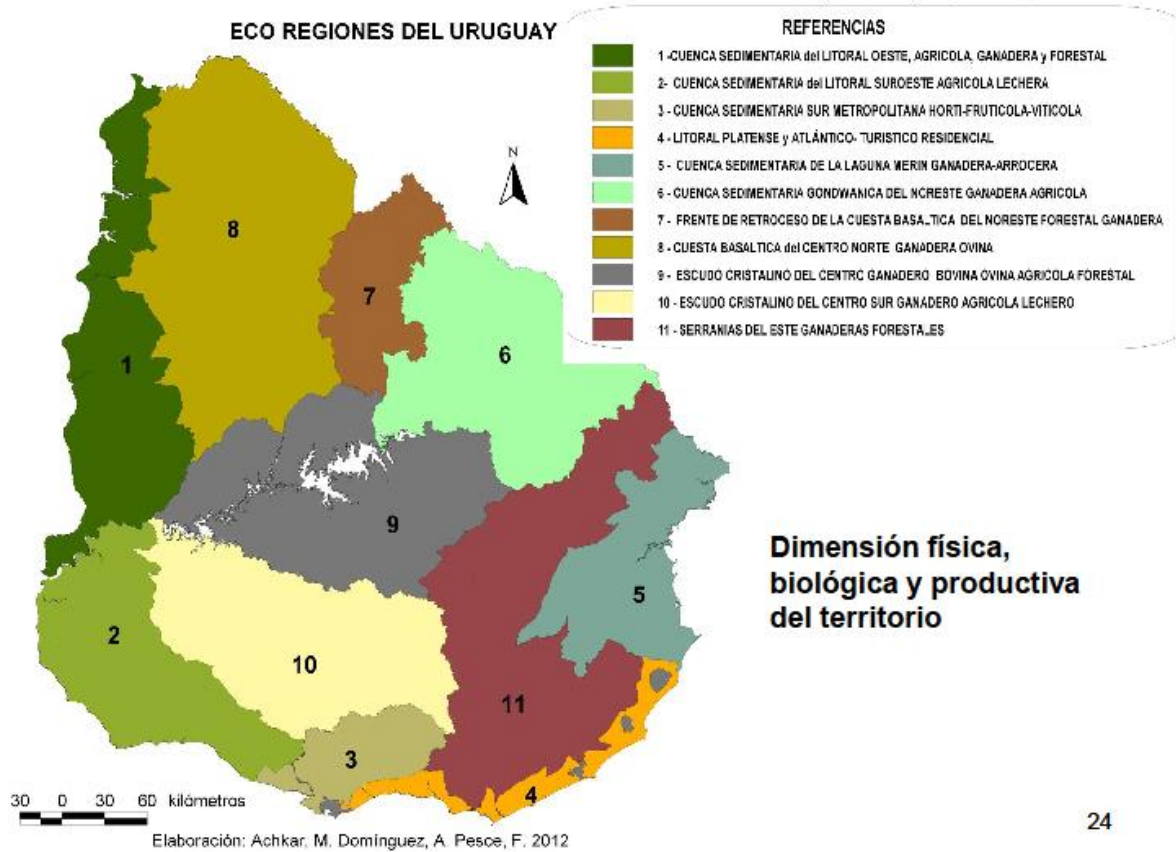 ECO REGIONES DEL URUGUAY
REFERENCIAS
1 -CUENCA SEDIMENTARIA del LITORAL OESTE, AGRICOLA, GANADERA y FORESTAL
2- CUENCA SEDIMENTARIA del LITORAL SUROESTE AGRICOLA LECHERA
3 - CUENCA SEDIMENTARIA SUR METROPOLITANA HORTI-FRUTICOLA-VITICOLA
4 - LITORAL PLATENSE y ATLÁNTICO- TURISTICO RESIDENCIAL
5 - CUENCA SEDIMENTARIA DE LA LAGUNA MERIN GANADERA-ARROCERA
6 - CUENCA SEDIMENTARIA GONDWANICA DEL NORESTE GANADERA AGRICOLA
7 - FRENTE DE RETROCESO DE LA CUESTA BASALTICA DEL NORESTE FORESTAL GANADERA
8 - CUESTA BASALTICA del CENTRO NORTE GANADERA OVINA
9 - ESCUDO CRISTALINO DEL CENTRO GANADERO BOVINA OVINA AGRICOLA FORESTAL
10 - ESCUDO CRISTALINO DEL CENTRO SUR GANADERO AGRICOLA LECHERO
11 - SERRANIAS DEL ESTE GANADERAS FORESTALES
N
8
7
6
1
9
5
2
10
11
3
4
Dimensión física,
biológica y productiva
del territorio
30 0 30 60 kilómetros
Elaboración: Achkar, M. Domínguez, A. Pesce, F. 2012
24